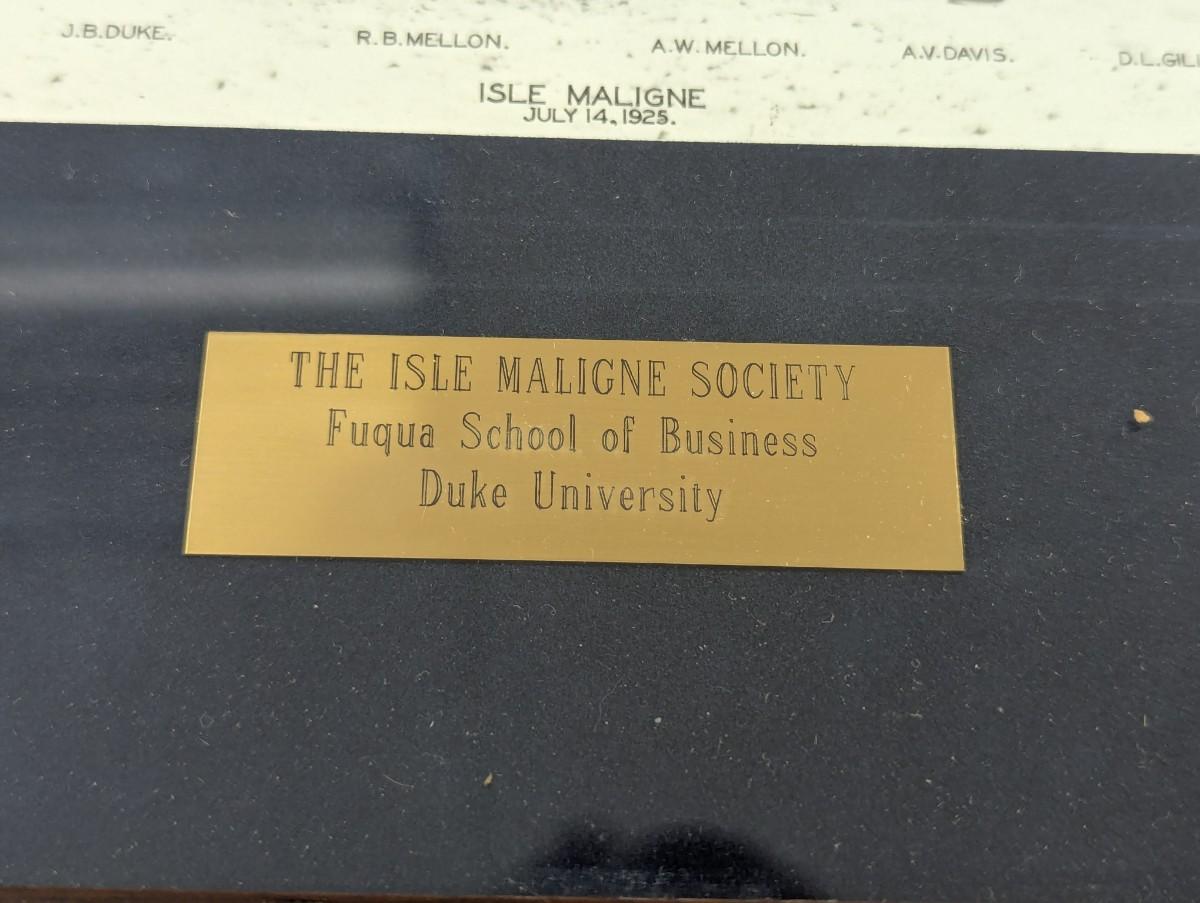 J.B.DUKE. R.B.MELLON. A.W.MELLON. A.V.DAVIS. D.L.GILL
ISLE MALIGNE
JULY 14, 1925.
THE ISLE MALIGNE SOCIETY
Fuqua School of Business
Duke University